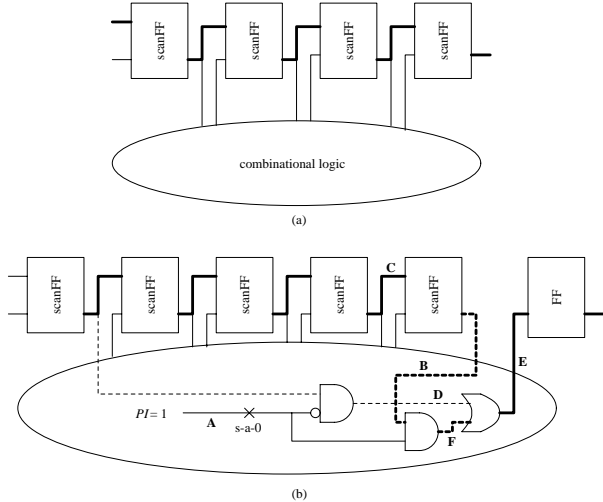 scanFF
scanFF
scanFF
scanFF
combinational logic
(a)
scanFF
scanFF
scanFF
scanFF
C
scanFF
FF
B
E
D
PI = 1
A
s-a-0
F
(b)